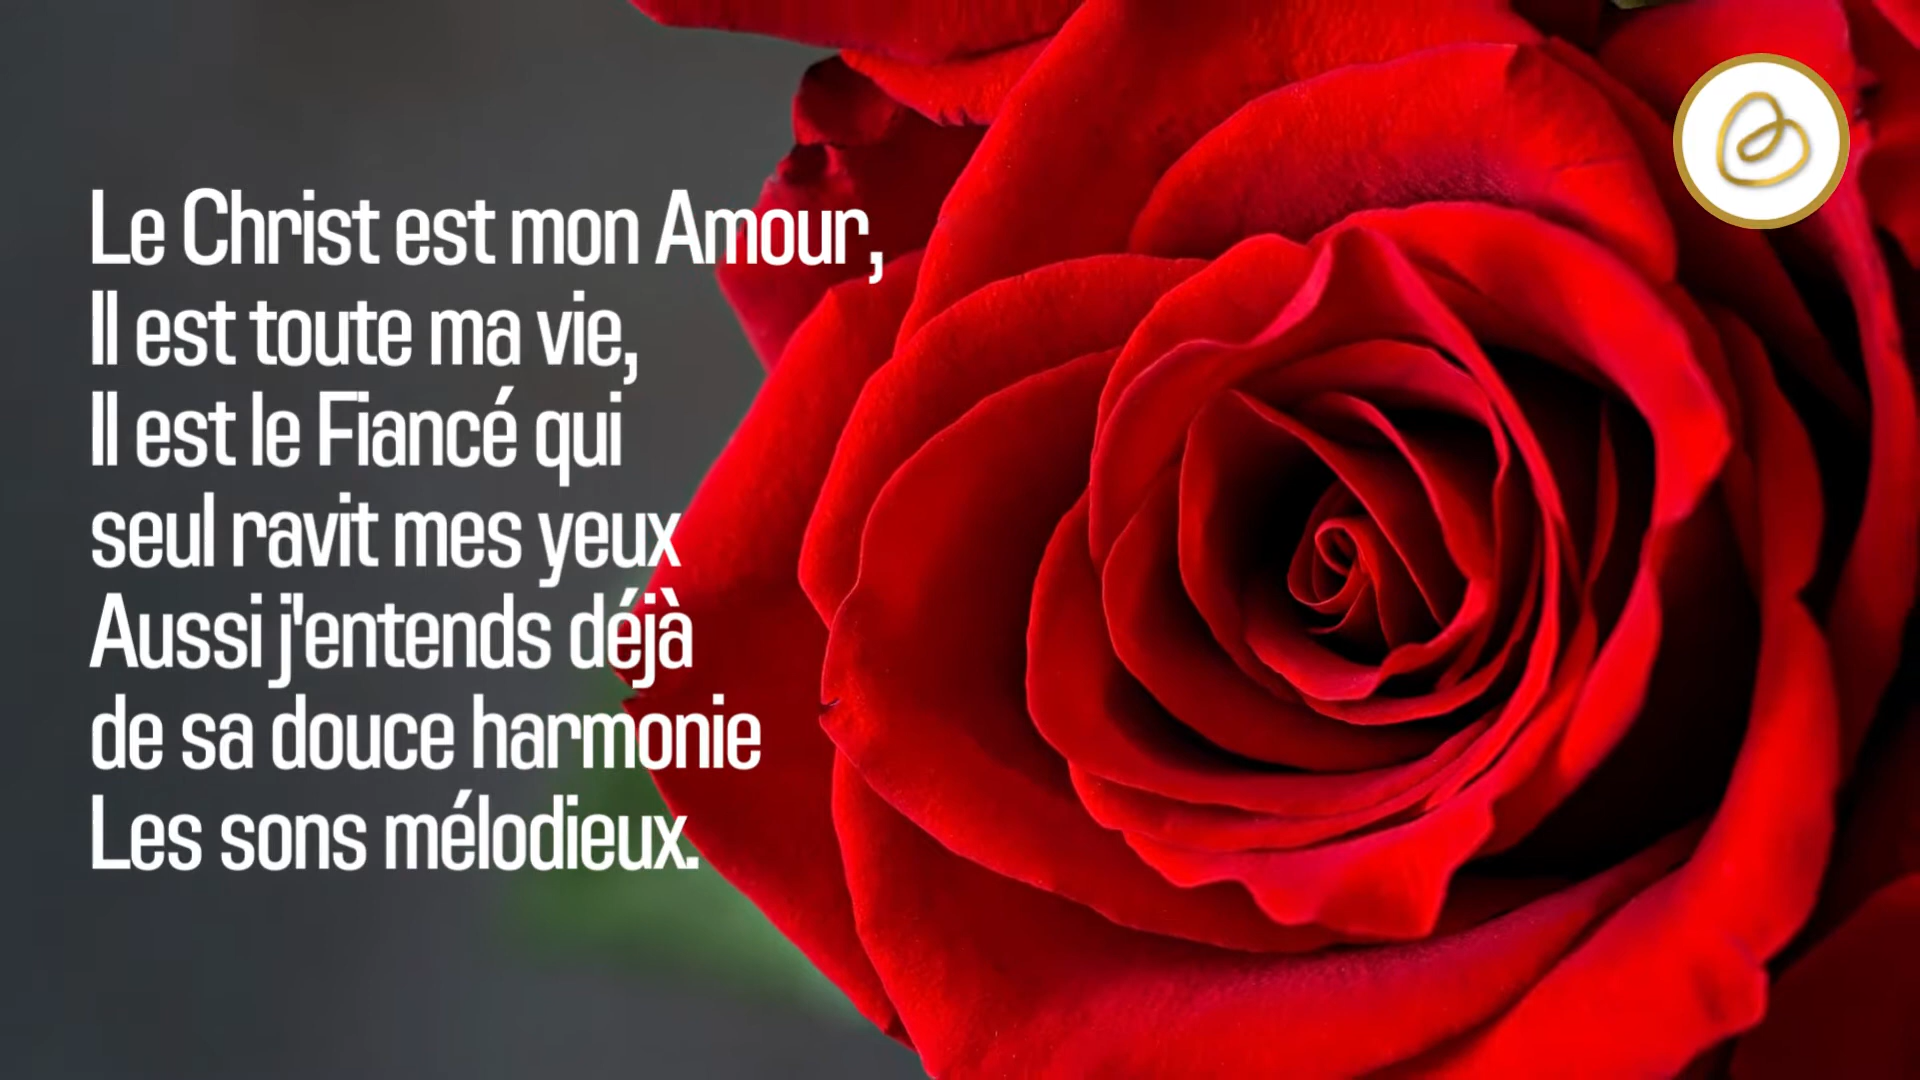 Le Christ est mon Amour,
Il est toute ma vie,
Il est le Fiancé qui
seul ravit mes yeux
Aussi j'entends déjà
de sa douce harmonie
Les sons mélodieux.